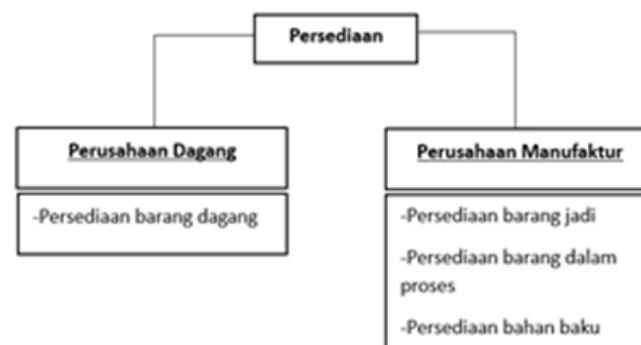 Persediaan
Perusahaan Dagang
-Persediaan barang dagang
Perusahaan Manufaktur
-Persediaan barang jadi
-Persediaan barang dalam
proses
-Persediaan bahan baku